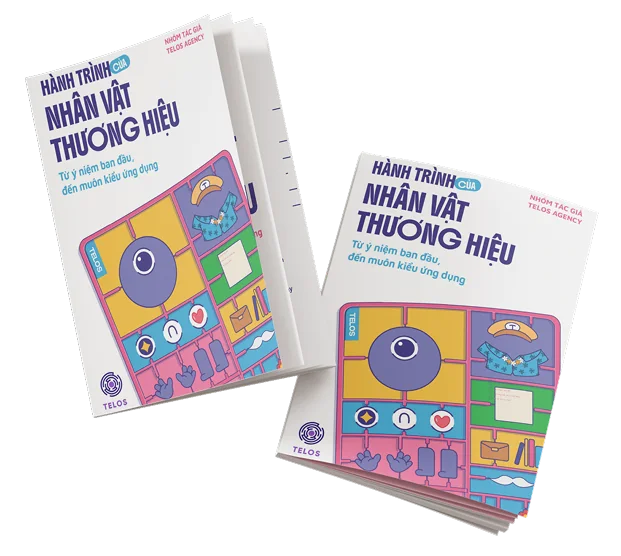 HÀNH TRÌNH CỦA
NHÂN VẬT
THƯƠNG HIỆU
Từ ý niệm ban đầu,
đến muôn kiểu ứng dụng
NHÓM TÁC GIẢ
TELOS AGENCY
TELOS
TELOS
HÀNH TRÌNH CỦA
NHÂN VẬT
THƯƠNG HIỆU
Từ ý niệm ban đầu,
đến muôn kiểu ứng dụng
NHÓM TÁC GIẢ
TELOS AGENCY
TELOS
TELOS